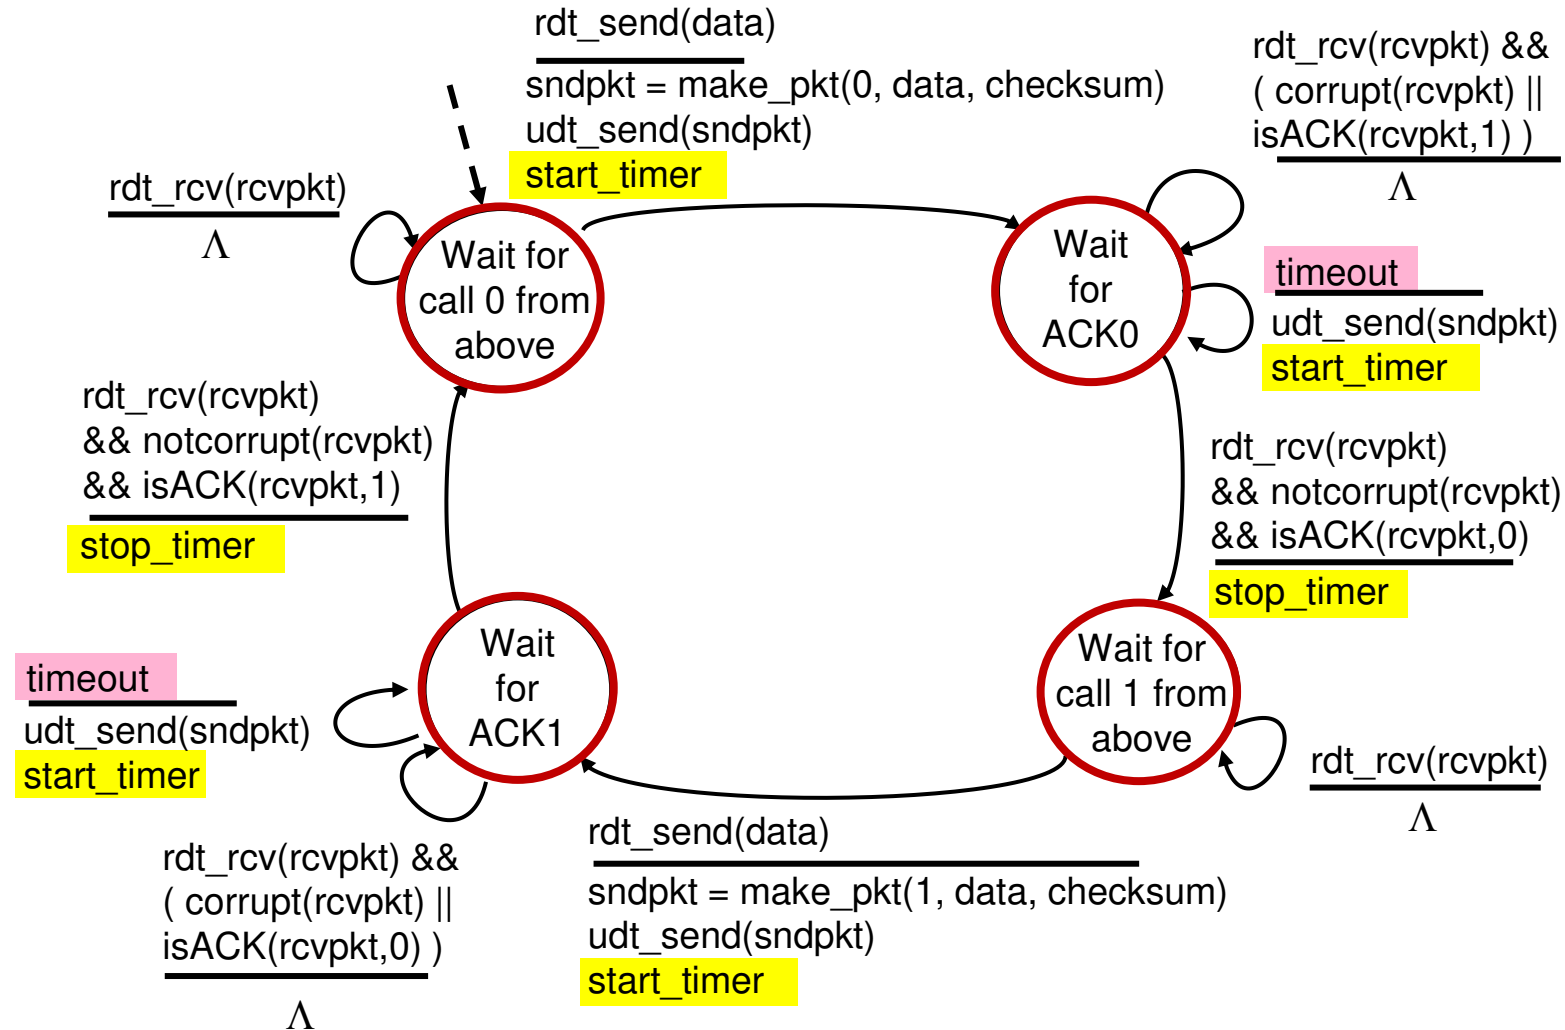 rdt_send(data)
sndpkt = make_pkt(0, data, checksum)
udt_send(sndpkt)
start_timer
rdt_rcv(rcvpkt) &&
( corrupt(rcvpkt) ||
isACK(rcvpkt,1) )
Λ
rdt_rcv(rcvpkt)
Λ
Wait for
call 0 from
above
Wait
for
ACK0
timeout
udt_send(sndpkt)
start_timer
rdt_rcv(rcvpkt)
&& notcorrupt(rcvpkt)
&& isACK(rcvpkt,1)
stop_timer
rdt_rcv(rcvpkt)
&& notcorrupt(rcvpkt)
&& isACK(rcvpkt,0)
stop_timer
timeout
udt_send(sndpkt)
start_timer
Wait
for
ACK1
Wait for
call 1 from
above
rdt_rcv(rcvpkt)
Λ
rdt_rcv(rcvpkt) &&
( corrupt(rcvpkt) ||
isACK(rcvpkt,0) )
Λ
rdt_send(data)
sndpkt = make_pkt(1, data, checksum)
udt_send(sndpkt)
start_timer